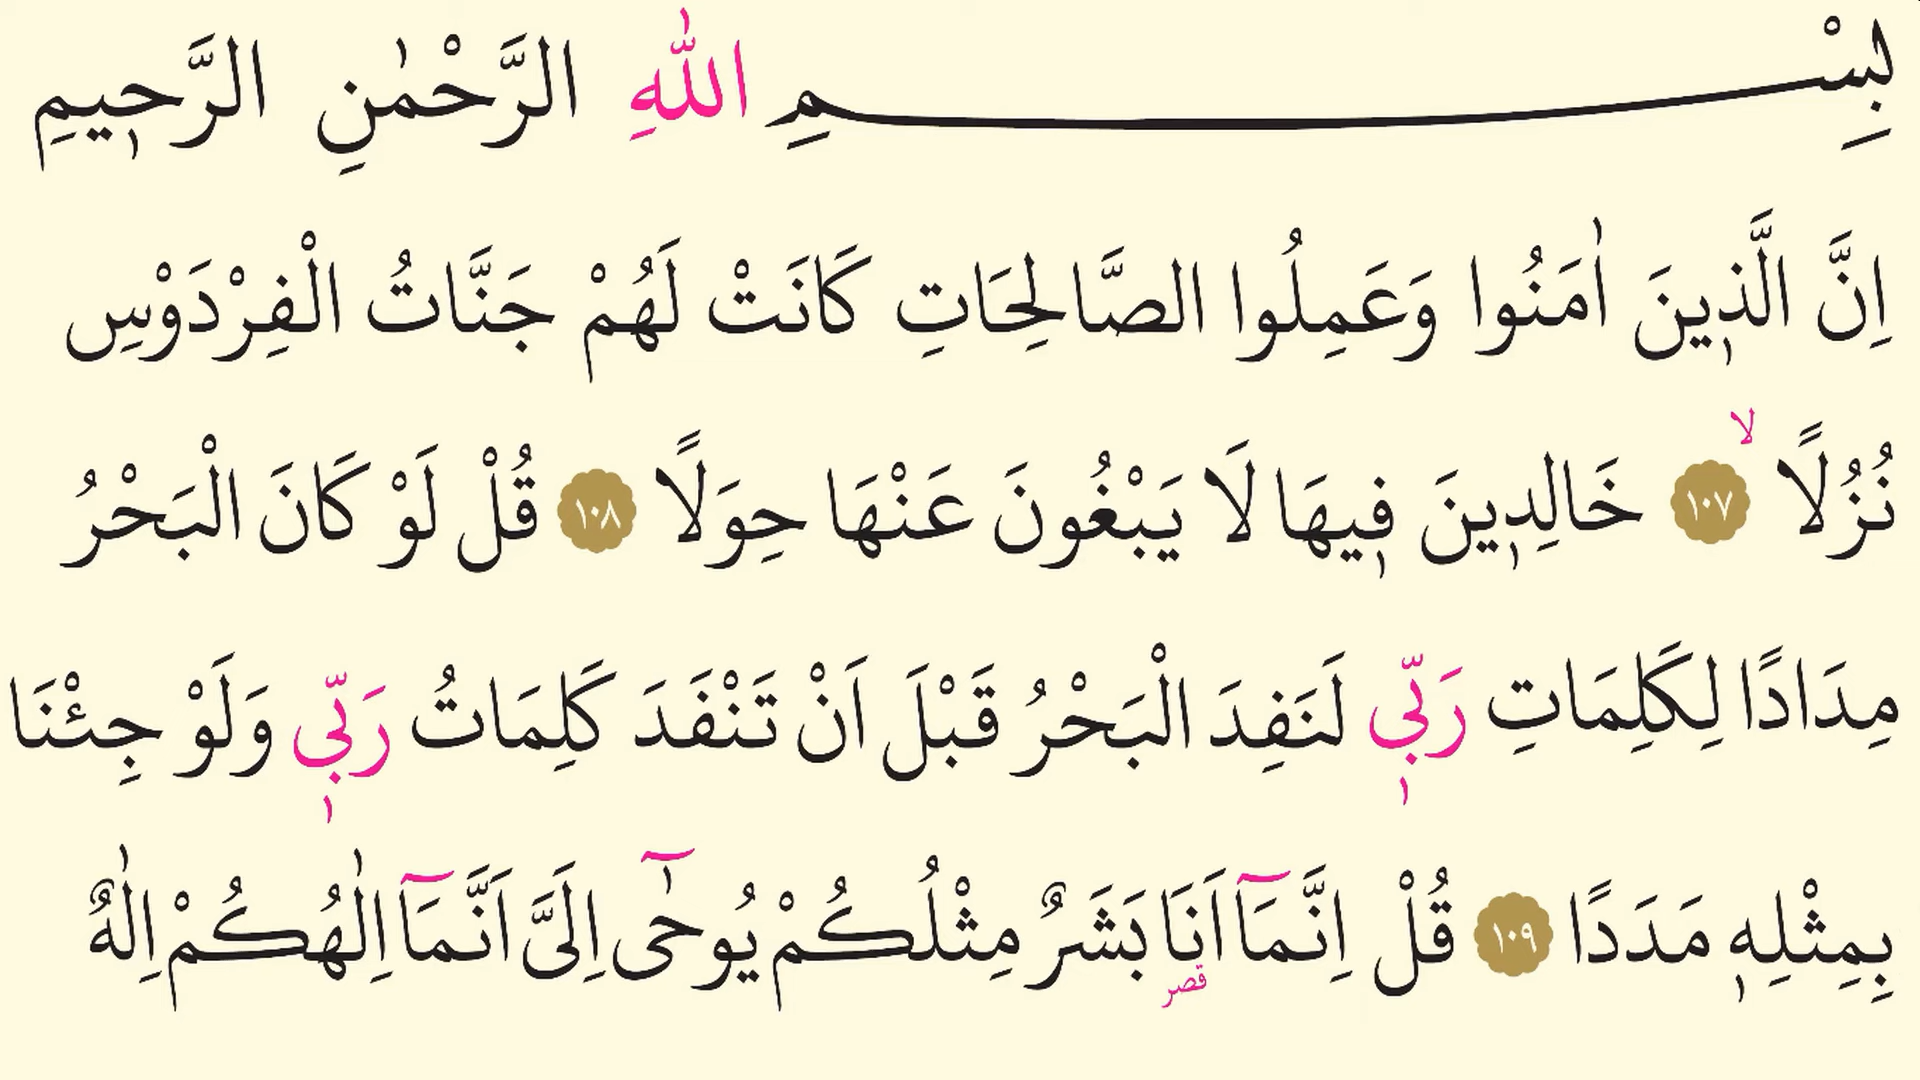 بِسْمِ اللّٰهِ الرَّحْمٰنِ الرَّح۪يمِ
اِنَّ الَّذ۪ينَ اٰمَنُوا وَعَمِلُوا الصَّالِحَاتِ كَانَتْ لَهُمْ جَنَّاتُ الْفِرْدَوْسِ
نُزُلًاۙ ﴿١٠٧﴾ خَالِد۪ينَ ف۪يهَا لَا يَبْغُونَ عَنْهَا حِوَلًا ﴿١٠٨﴾ قُلْ لَوْ كَانَ الْبَحْرُ
مِدَادًا لِكَلِمَاتِ رَبّ۪ي لَنَفِدَ الْبَحْرُ قَبْلَ اَنْ تَنْفَدَ كَلِمَاتُ رَبّ۪ي وَلَوْ جِئْنَا
بِمِثْلِه۪ مَدَدًا ﴿١٠٩﴾ قُلْ اِنَّمَٓا اَنَا بَشَرٌ مِثْلُكُمْ يُوحٰٓى اِلَىَّ اَنَّمَٓا اِلٰهُكُمْ اِلٰهٌ
قصر